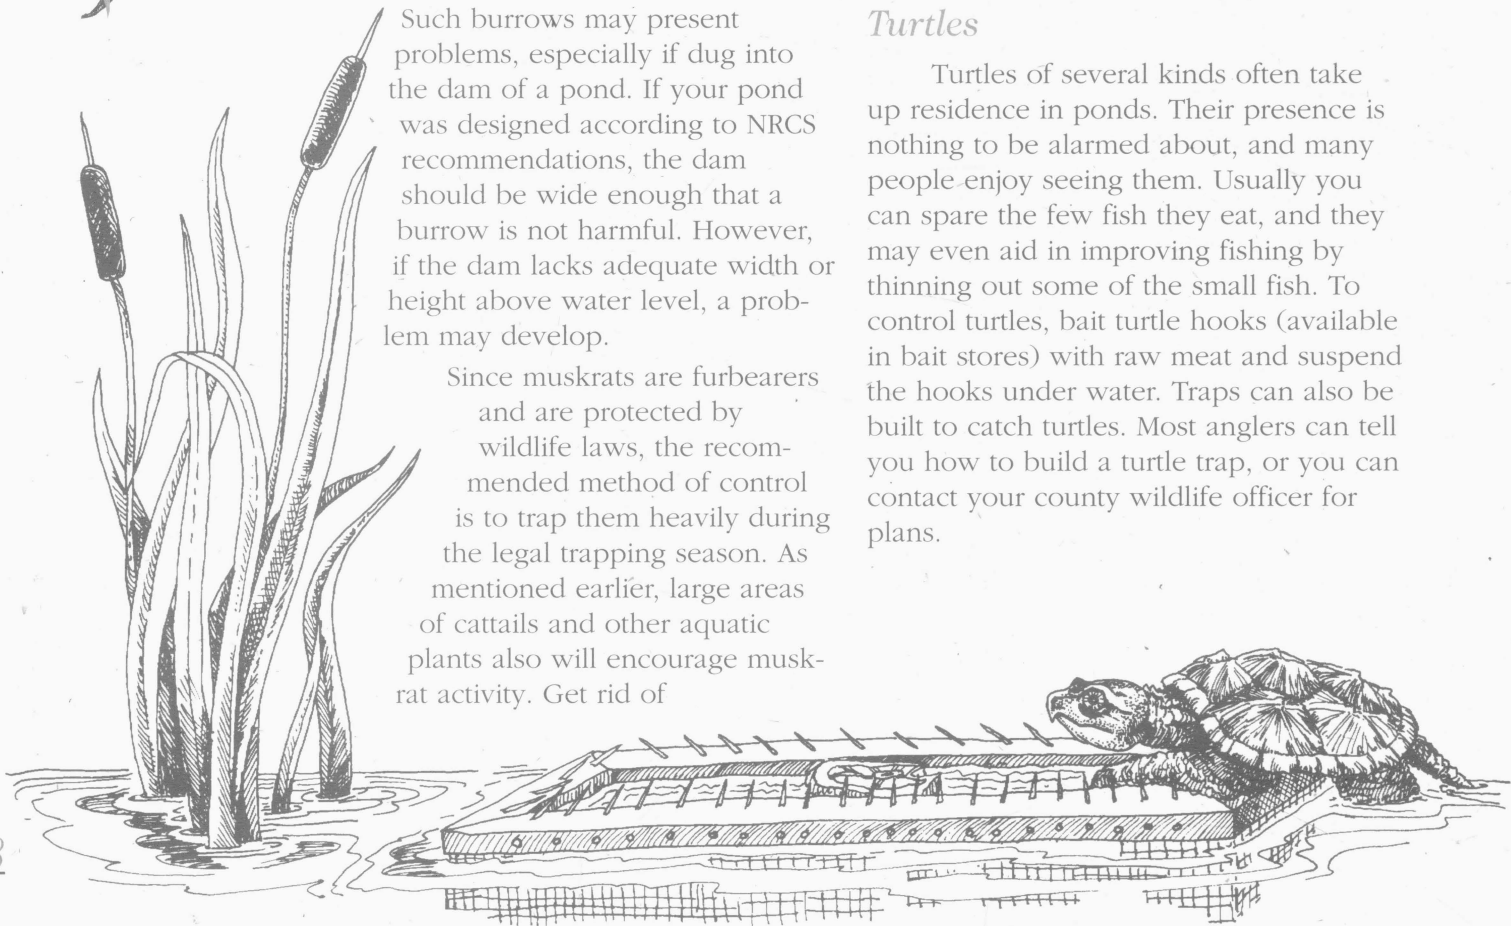 Such burrows may present
problems, especially if dug into
the dam of a pond. If your pond
was designed according to NRCS
recommendations, the dam
should be wide enough that a
burrow is not harmful. However,
if the dam lacks adequate width or
height above water level, a prob-
lem may develop.
Since muskrats are furbearers
and are protected by
wildlife laws, the recom-
mended method of control
is to trap them heavily during
the legal trapping season. As
mentioned earlier, large areas
of cattails and other aquatic
plants also will encourage musk-
rat activity. Get rid of
Turtles
Turtles of several kinds often take
up residence in ponds. Their presence is
nothing to be alarmed about, and many
people enjoy seeing them. Usually you
can spare the few fish they eat, and they
may even aid in improving fishing by
thinning out some of the small fish. To
control turtles, bait turtle hooks (available
in bait stores) with raw meat and suspend
the hooks under water. Traps can also be
built to catch turtles. Most anglers can tell
you how to build a turtle trap, or you can
contact your county wildlife officer for
plans.